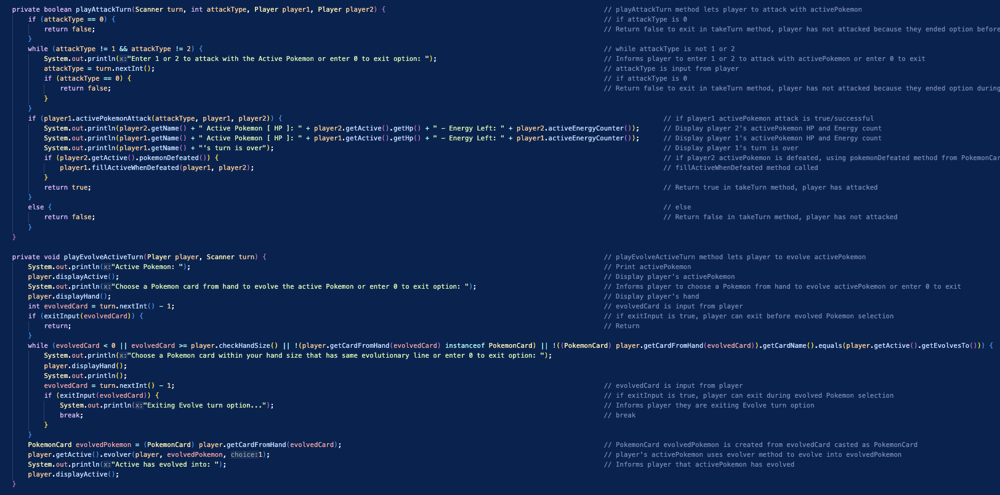 private boolean playAttackTurn(Scanner turn, int attackType, Player player1, Player player2) { // playAttackTurn method lets player to attack with activePokemon
if (attackType == 0) { // if attackType is 0
return false; // Return false to exit in takeTurn method, player has not attacked because they ended option before
}
while (attackType != 1 && attackType != 2) { // while attackType is not 1 or 2
System.out.println(x:"Enter 1 or 2 to attack with the Active Pokemon or enter 0 to exit option: "); // Informs player to enter 1 or 2 to attack with activePokemon or enter 0 to exit
attackType = turn.nextInt(); // attackType is input from player
if (attackType == 0) { // if attackType is 0
return false; // Return false to exit in takeTurn method, player has not attacked because they ended option during
}
}
if (player1.activePokemonAttack(attackType, player1, player2)) { // if player1 activePokemon attack is true/successful
System.out.println(player2.getName() + " Active Pokemon [ HP ]: " + player2.getActive().getHp() + " - Energy Left: " + player2.activeEnergyCounter()); // Display player 2's activePokemon HP and Energy count
System.out.println(player1.getName() + " Active Pokemon [ HP ]: " + player1.getActive().getHp() + " - Energy Left: " + player1.activeEnergyCounter()); // Display player 1's activePokemon HP and Energy count
System.out.println(player1.getName() + "'s turn is over"); // Display player 1's turn is over
if (player2.getActive().pokemonDefeated()) { // if player2 activePokemon is defeated, using pokemonDefeated method from PokemonCar
player1.fillActiveWhenDefeated(player1, player2); // fillActiveWhenDefeated method called
}
return true; // Return true in takeTurn method, player has attacked
}
else { // else
return false; // Return false in takeTurn method, player has not attacked
}
}
private void playEvolveActiveTurn(Player player, Scanner turn) { // playEvolveActiveTurn method lets player to evolve activePokemon
System.out.println(x:"Active Pokemon: "); // Print activePokemon
player.displayActive(); // Display player's activePokemon
System.out.println(x:"Choose a Pokemon card from hand to evolve the active Pokemon or enter 0 to exit option: "); // Informs player to choose a Pokemon from hand to evolve activePokemon or enter 0 to exit
player.displayHand(); // Display player's hand
int evolvedCard = turn.nextInt() - 1; // evolvedCard is input from player
if (exitInput(evolvedCard)) { // if exitInput is true, player can exit before evolved Pokemon selection
return; // Return
}
while (evolvedCard < 0 || evolvedCard >= player.checkHandSize() || !(player.getCardFromHand(evolvedCard) instanceof PokemonCard) || !((PokemonCard) player.getCardFromHand(evolvedCard)).getCardName().equals(player.getActive().getEvolvesTo())) {
System.out.println(x:"Choose a Pokemon card within your hand size that has same evolutionary line or enter 0 to exit option: ");
player.displayHand();
System.out.println();
evolvedCard = turn.nextInt() - 1; // evolvedCard is input from player
if (exitInput(evolvedCard)) { // if exitInput is true, player can exit during evolved Pokemon selection
System.out.println(x:"Exiting Evolve turn option..."); // Informs player they are exiting Evolve turn option
break; // break
}
}
PokemonCard evolvedPokemon = (PokemonCard) player.getCardFromHand(evolvedCard); // PokemonCard evolvedPokemon is created from evolvedCard casted as PokemonCard
player.getActive().evolver(player, evolvedPokemon, choice:1); // player's activePokemon uses evolver method to evolve into evolvedPokemon
System.out.println(x:"Active has evolved into: "); // Informs player that activePokemon has evolved
player.displayActive();
}